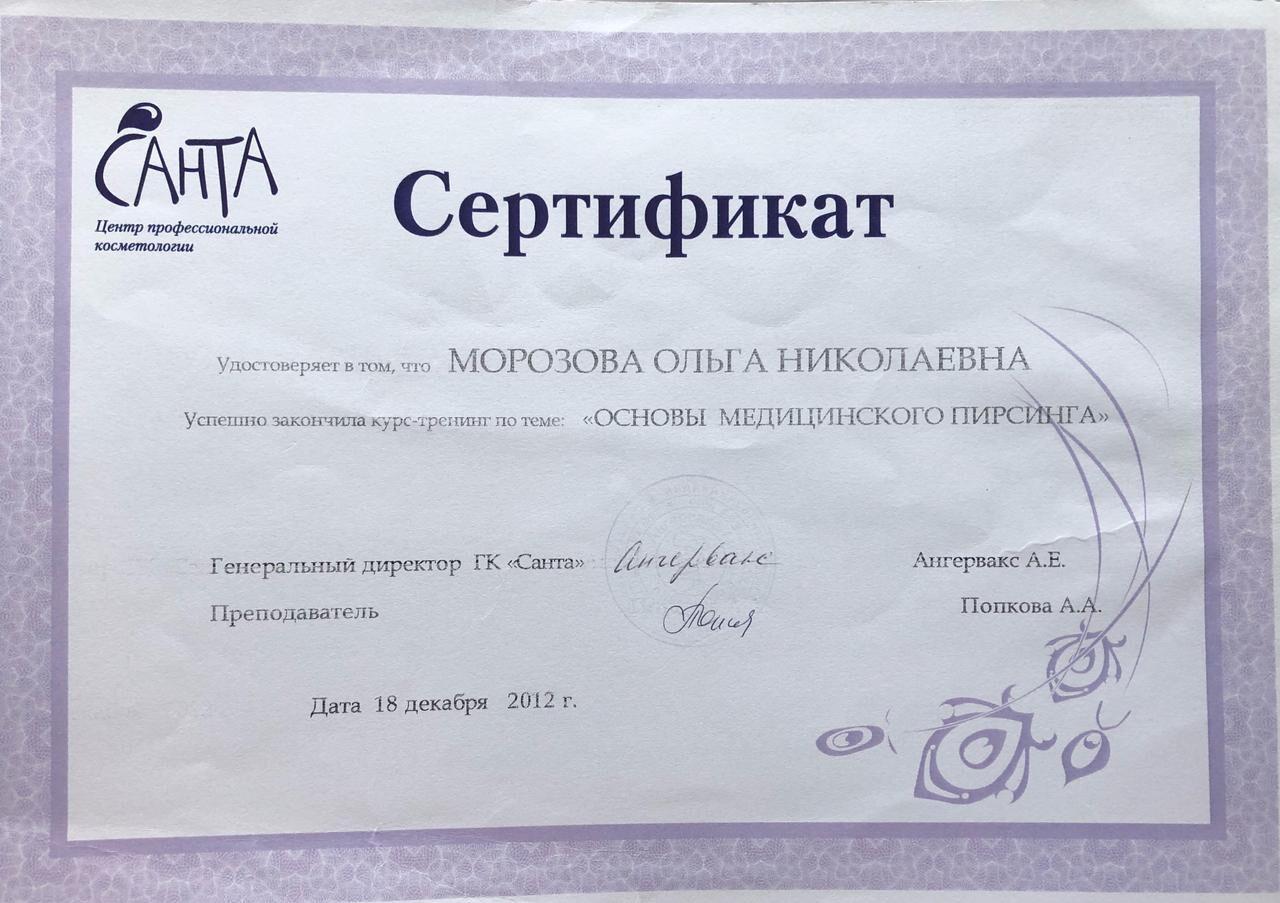 САНТА
Центр профессиональной
косметологии
Сертификат
Удостоверяет в том, что МОРОЗОВА ОЛЬГА НИКОЛАЕВНА
Успешно закончила курс-тренинг по теме: «ОСНОВЫ МЕДИЦИНСКОГО ПИРСИНГА»
Генеральный директор ГК «Санта» Ангервакс Ангервакс А.Е.
Преподаватель Попкова А.А.
Дата 18 декабря 2012 г.